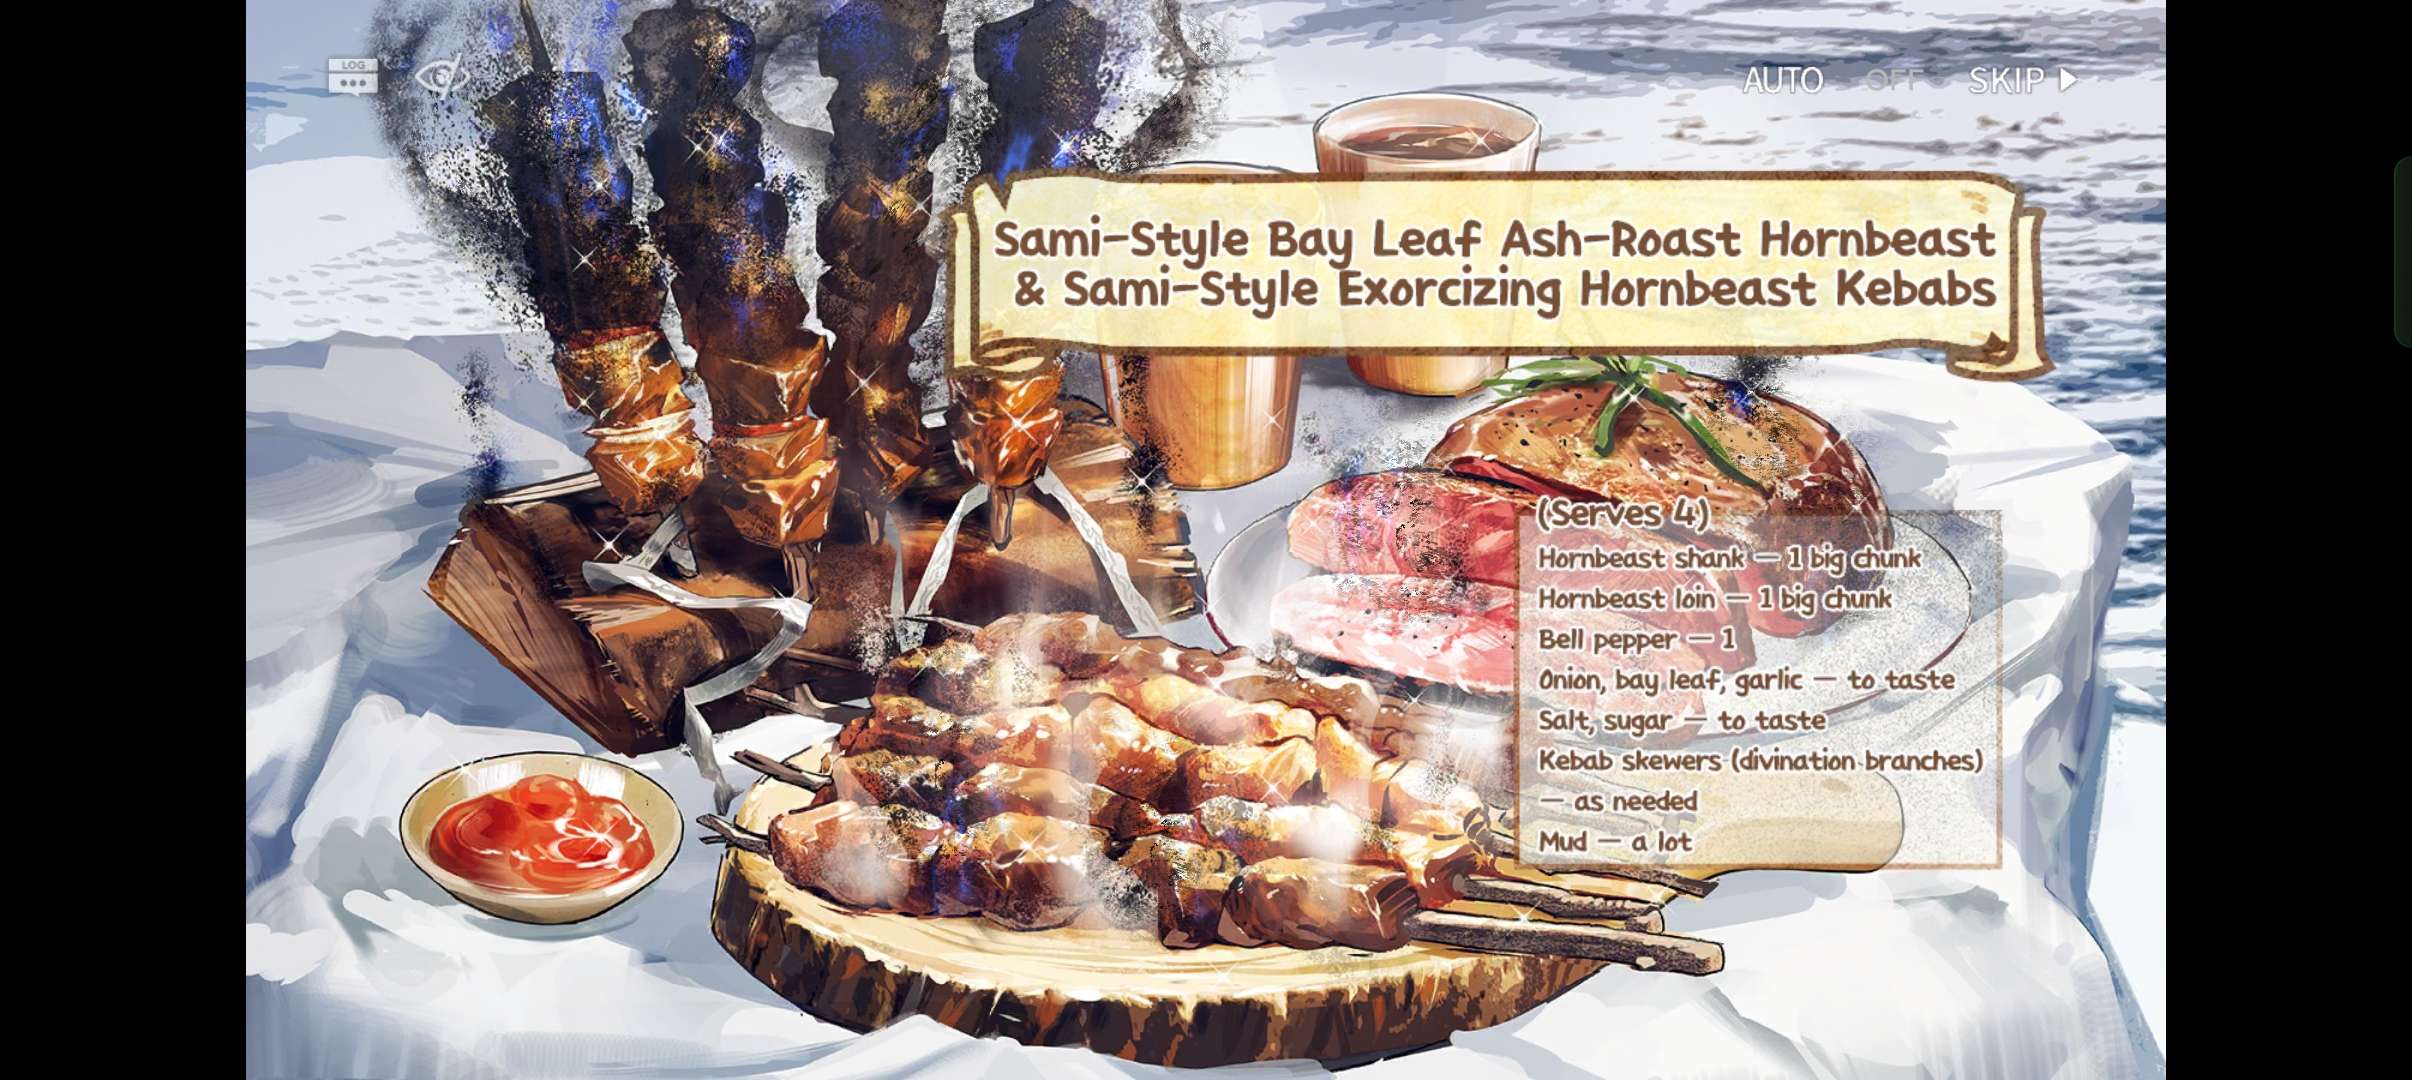 LOG
AUTO OFF SKIP
Sami-Style Bay Leaf Ash-Roast Hornbeast
& Sami-Style Exorcizing Hornbeast Kebabs
(Serves 4)
Hornbeast shank — 1 big chunk
Hornbeast loin — 1 big chunk
Bell pepper — 1
Onion, bay leaf, garlic — to taste
Salt, sugar — to taste
Kebab skewers (divination branches)
— as needed
Mud — a lot